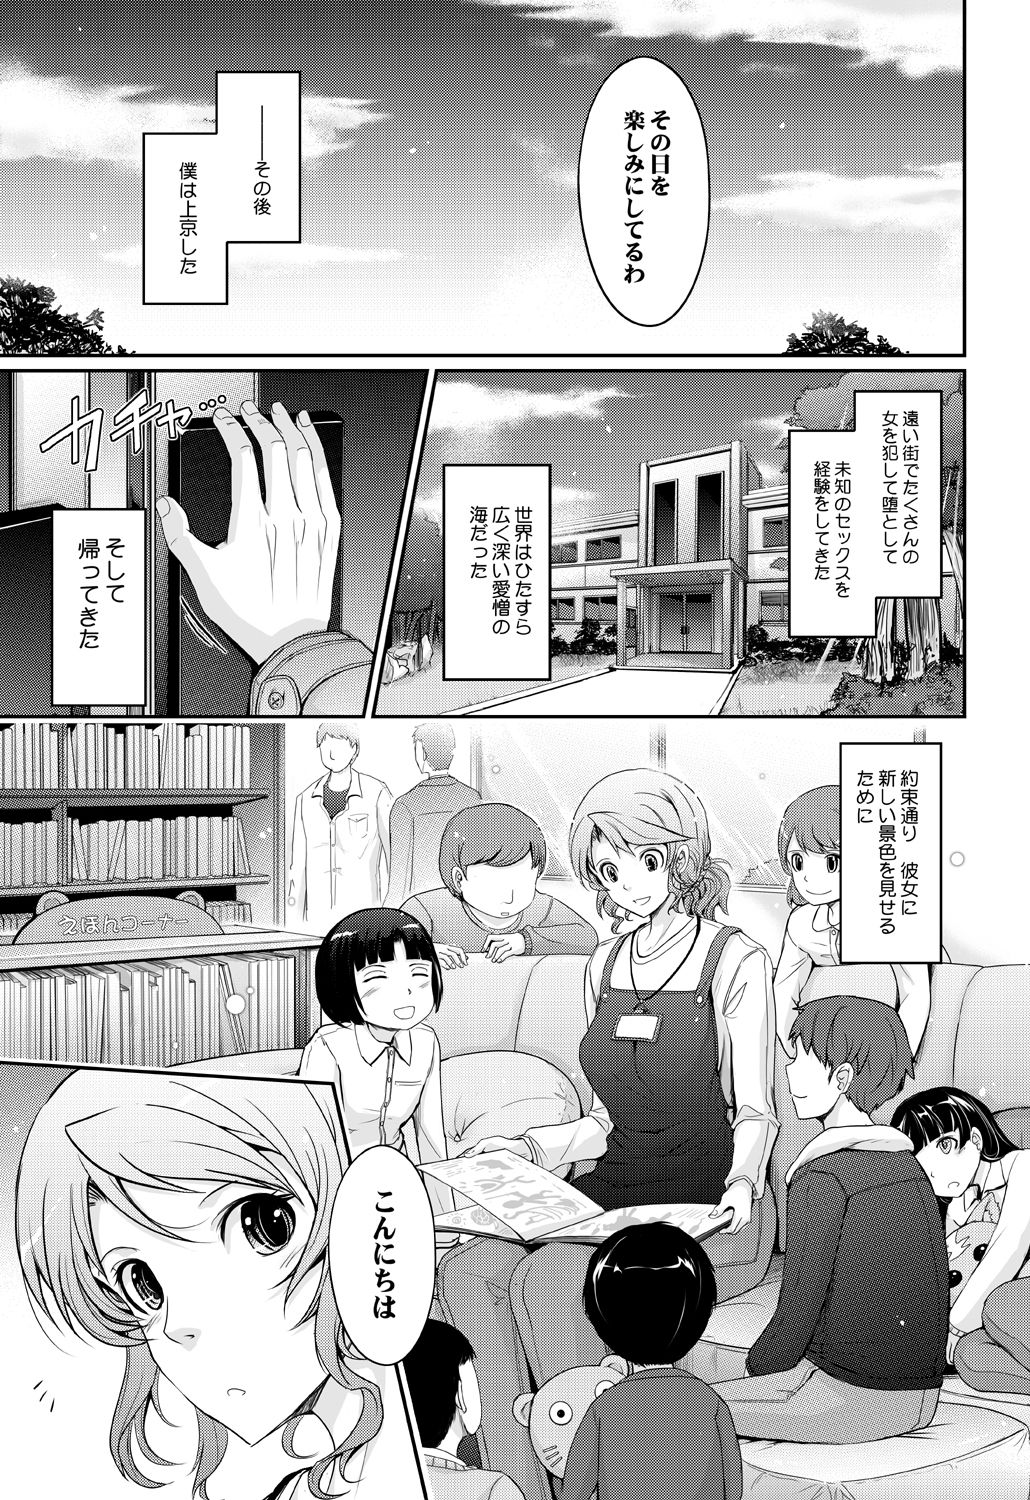 その日を
楽しみにしてるわ
――その後
僕は上京した
遠い街でたくさんの
女を犯して堕として
未知のセックスを
経験をしてきた
世界はひたすら
広く深い愛憎の
海だった
カチャ…
そして
帰ってきた
約束通り 彼女に
新しい景色を見せる
ために
えほんコーナー
こんにちは